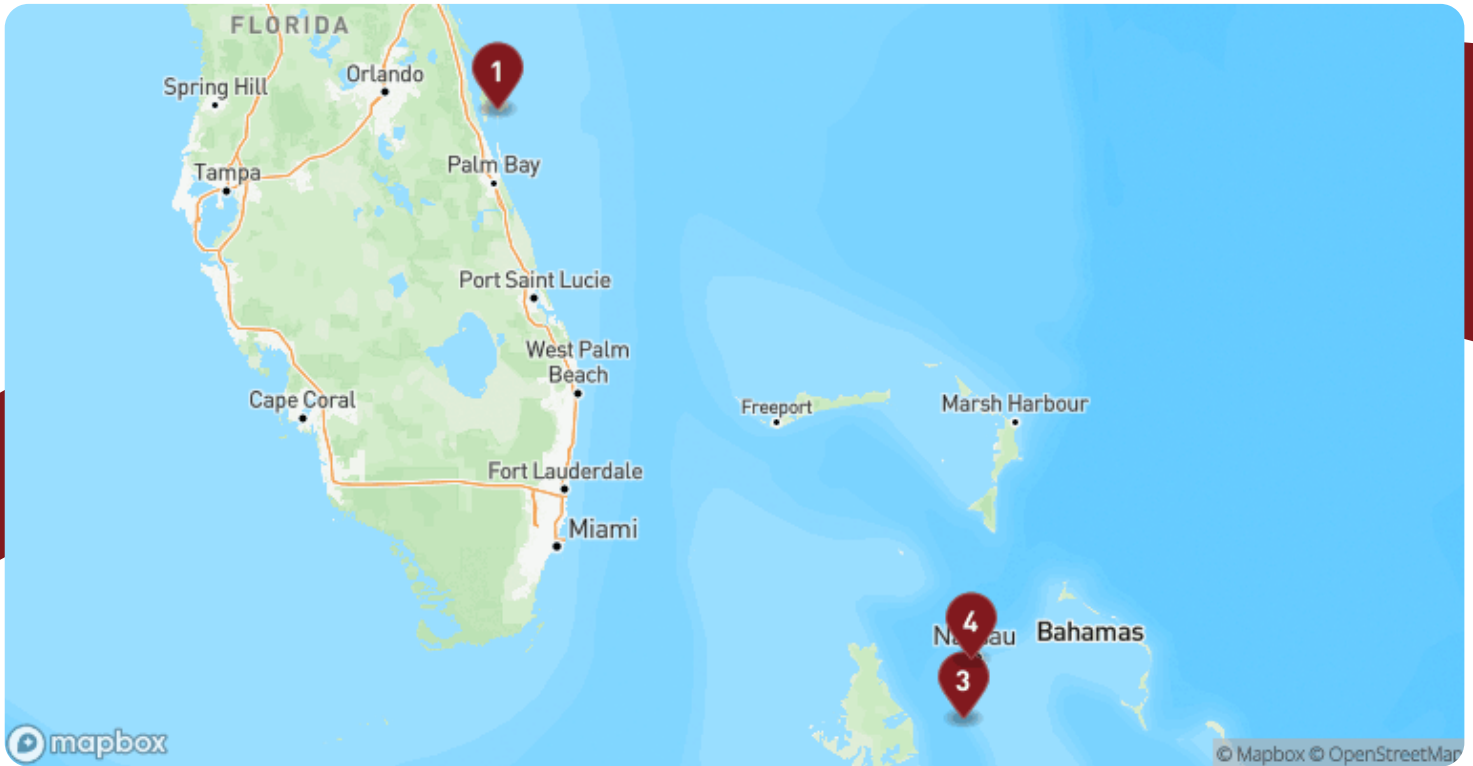 FLORIDA
Spring Hill
Orlando
1
Tampa
Palm Bay
Port Saint Lucie
West Palm
Beach
Cape Coral
Freeport
Marsh Harbour
Fort Lauderdale
Miami
4
Bahamas
3
mapbox
© Mapbox © OpenStreetMap